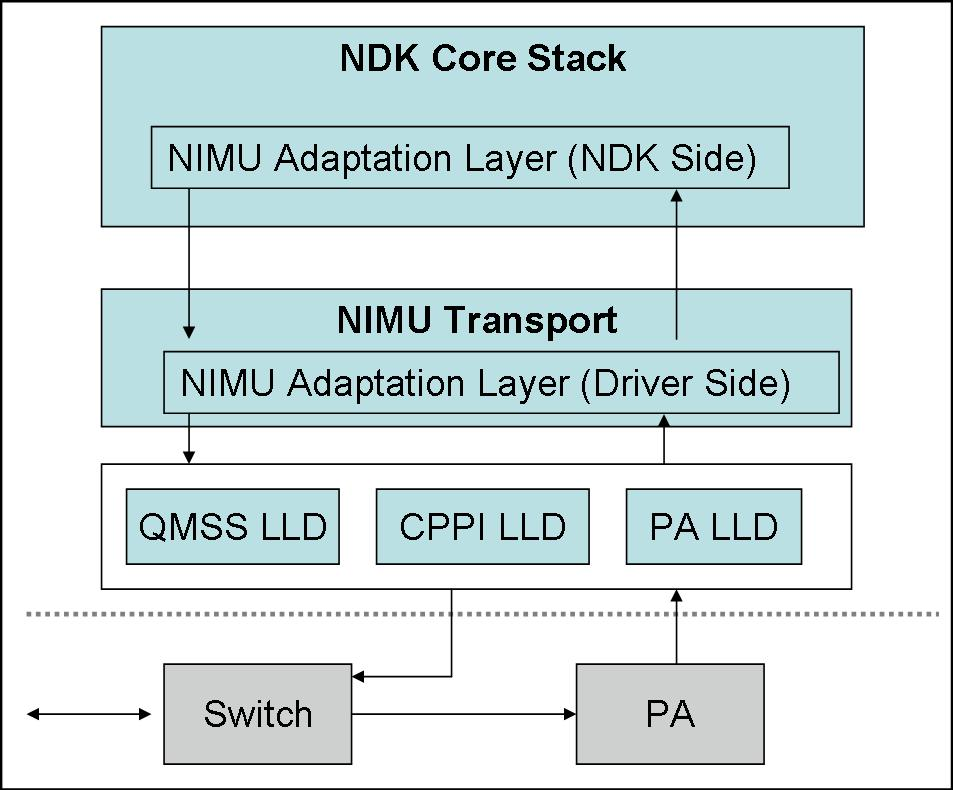 NDK Core Stack
NIMU Adaptation Layer (NDK Side)
NIMU Transport
NIMU Adaptation Layer (Driver Side)
QMSS LLD
CPPI LLD
PA LLD
Switch
PA